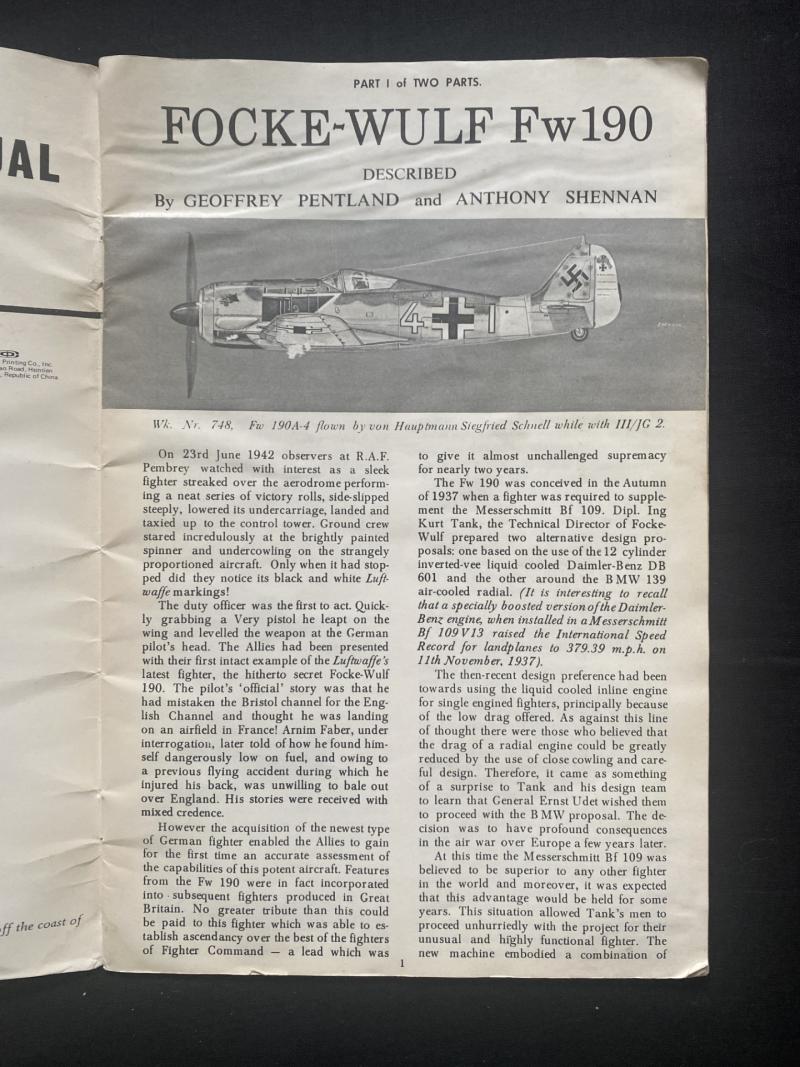 UAL
Printing Co., Inc.
ao Road, Hsintien
, Republic of China
off the coast of
PART I of TWO PARTS.
FOCKE-WULF Fw190
DESCRIBED
By GEOFFREY PENTLAND and ANTHONY SHENNAN
4 I
Wk. Nr. 748, Fw 190A-4 flown by von Hauptmann Siegfried Schnell while with III/JG 2.
On 23rd June 1942 observers at R.A.F.
Pembrey watched with interest as a sleek
fighter streaked over the aerodrome perform-
ing a neat series of victory rolls, side-slipped
steeply, lowered its undercarriage, landed and
taxied up to the control tower. Ground crew
stared incredulously at the brightly painted
spinner and undercowling on the strangely
proportioned aircraft. Only when it had stop-
ped did they notice its black and white Luft-
waffe markings!
The duty officer was the first to act. Quick-
ly grabbing a Very pistol he leapt on the
wing and levelled the weapon at the German
pilot's head. The Allies had been presented
with their first intact example of the Luftwaffe's
latest fighter, the hitherto secret Focke-Wulf
190. The pilot's 'official' story was that he
had mistaken the Bristol channel for the Eng-
lish Channel and thought he was landing
on an airfield in France! Arnim Faber, under
interrogation, later told of how he found him-
self dangerously low on fuel, and owing to
a previous flying accident during which he
injured his back, was unwilling to bale out
over England. His stories were received with
mixed credence.
However the acquisition of the newest type
of German fighter enabled the Allies to gain
for the first time an accurate assessment of
the capabilities of this potent aircraft. Features
from the Fw 190 were in fact incorporated
into subsequent fighters produced in Great
Britain. No greater tribute than this could
be paid to this fighter which was able to es-
tablish ascendancy over the best of the fighters
of Fighter Command — a lead which was
to give it almost unchallenged supremacy
for nearly two years.
The Fw 190 was conceived in the Autumn
of 1937 when a fighter was required to supple-
ment the Messerschmitt Bf 109. Dipl. Ing
Kurt Tank, the Technical Director of Focke-
Wulf prepared two alternative design pro-
posals: one based on the use of the 12 cylinder
inverted-vee liquid cooled Daimler-Benz DB
601 and the other around the BMW 139
air-cooled radial. (It is interesting to recall
that a specially boosted version of the Daimler-
Benz engine, when installed in a Messerschmitt
Bf 109 V13 raised the International Speed
Record for landplanes to 379.39 m.p.h. on
11th November, 1937).
The then-recent design preference had been
towards using the liquid cooled inline engine
for single engined fighters, principally because
of the low drag offered. As against this line
of thought there were those who believed that
the drag of a radial engine could be greatly
reduced by the use of close cowling and care-
ful design. Therefore, it came as something
of a surprise to Tank and his design team
to learn that General Ernst Udet wished them
to proceed with the BMW proposal. The de-
cision was to have profound consequences
in the air war over Europe a few years later.
At this time the Messerschmitt Bf 109 was
believed to be superior to any other fighter
in the world and moreover, it was expected
that this advantage would be held for some
years. This situation allowed Tank's men to
proceed unhurriedly with the project for their
unusual and highly functional fighter. The
new machine embodied a combination of
1